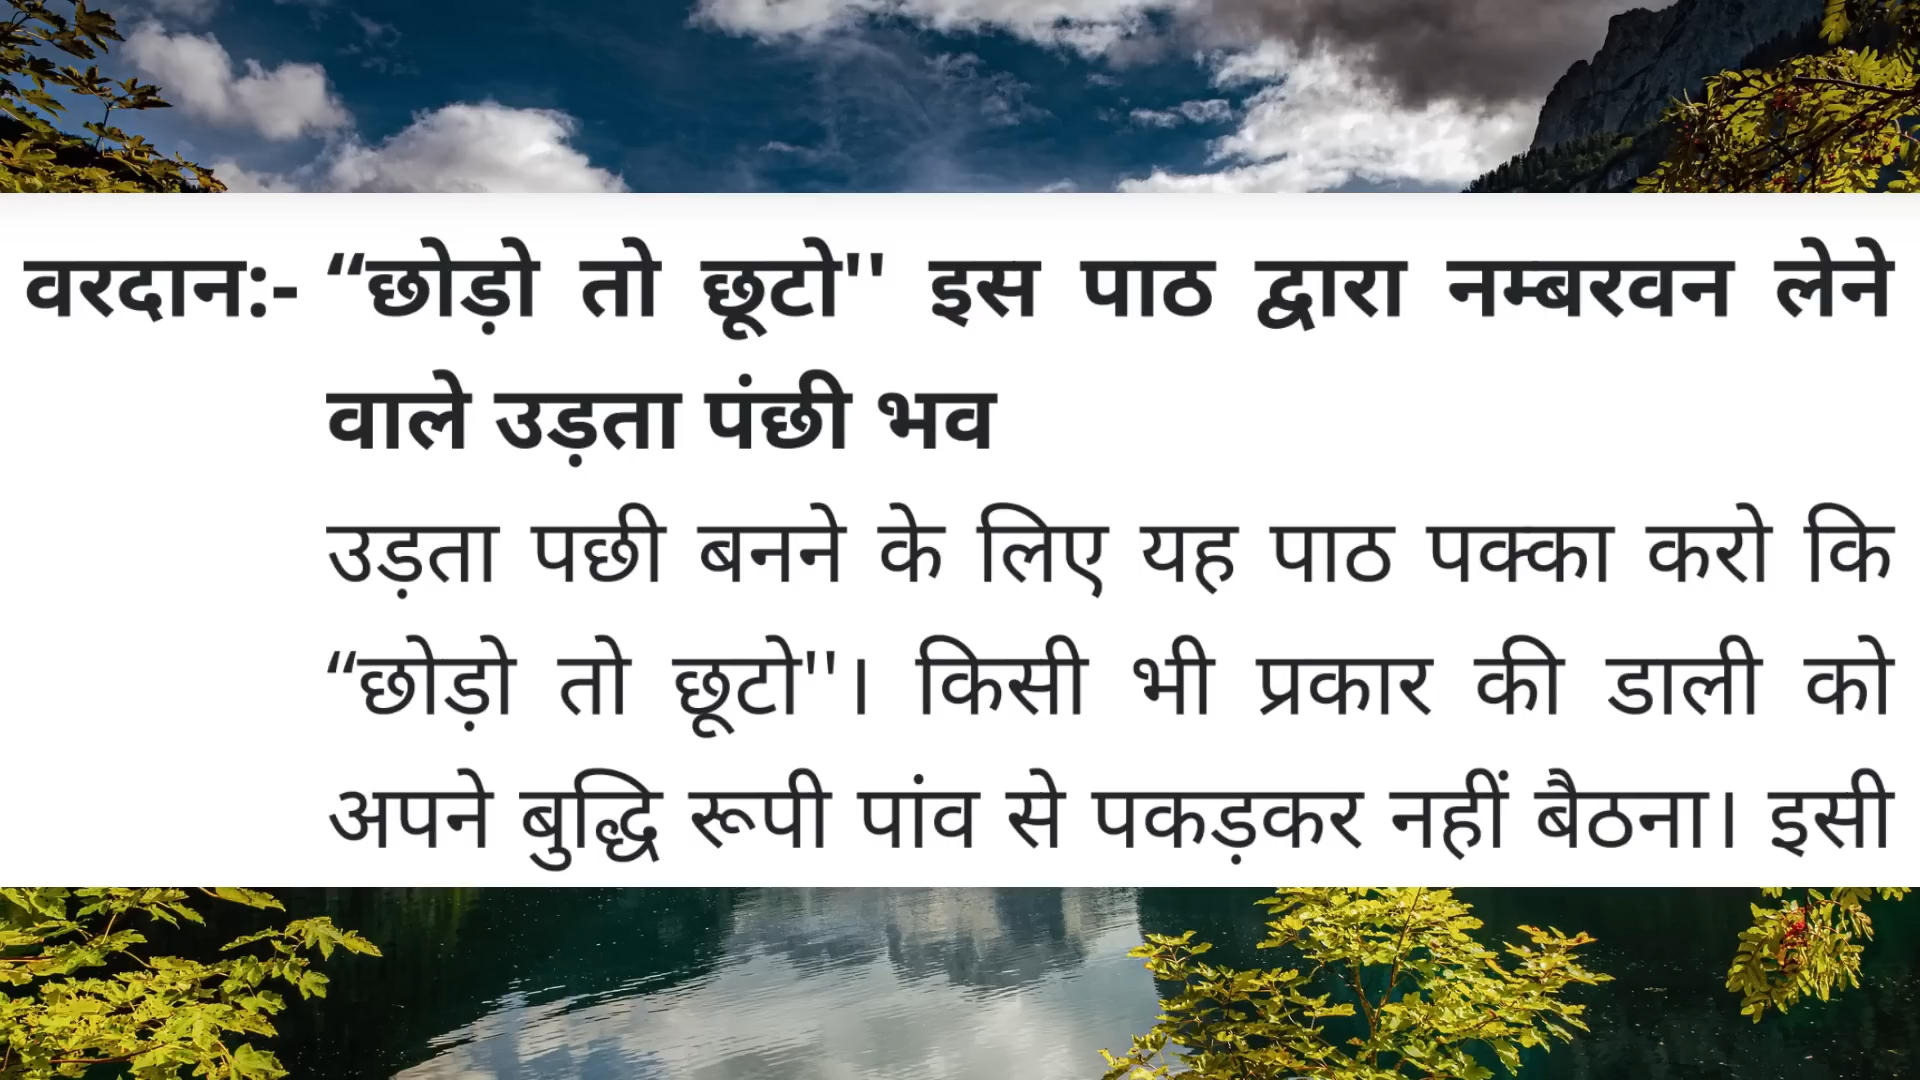 वरदान:- “छोड़ो तो छूटो'' इस पाठ द्वारा नम्बरवन लेने
वाले उड़ता पंछी भव
उड़ता पछी बनने के लिए यह पाठ पक्का करो कि
“छोड़ो तो छूटो''। किसी भी प्रकार की डाली को
अपने बुद्धि रूपी पांव से पकड़कर नहीं बैठना। इसी